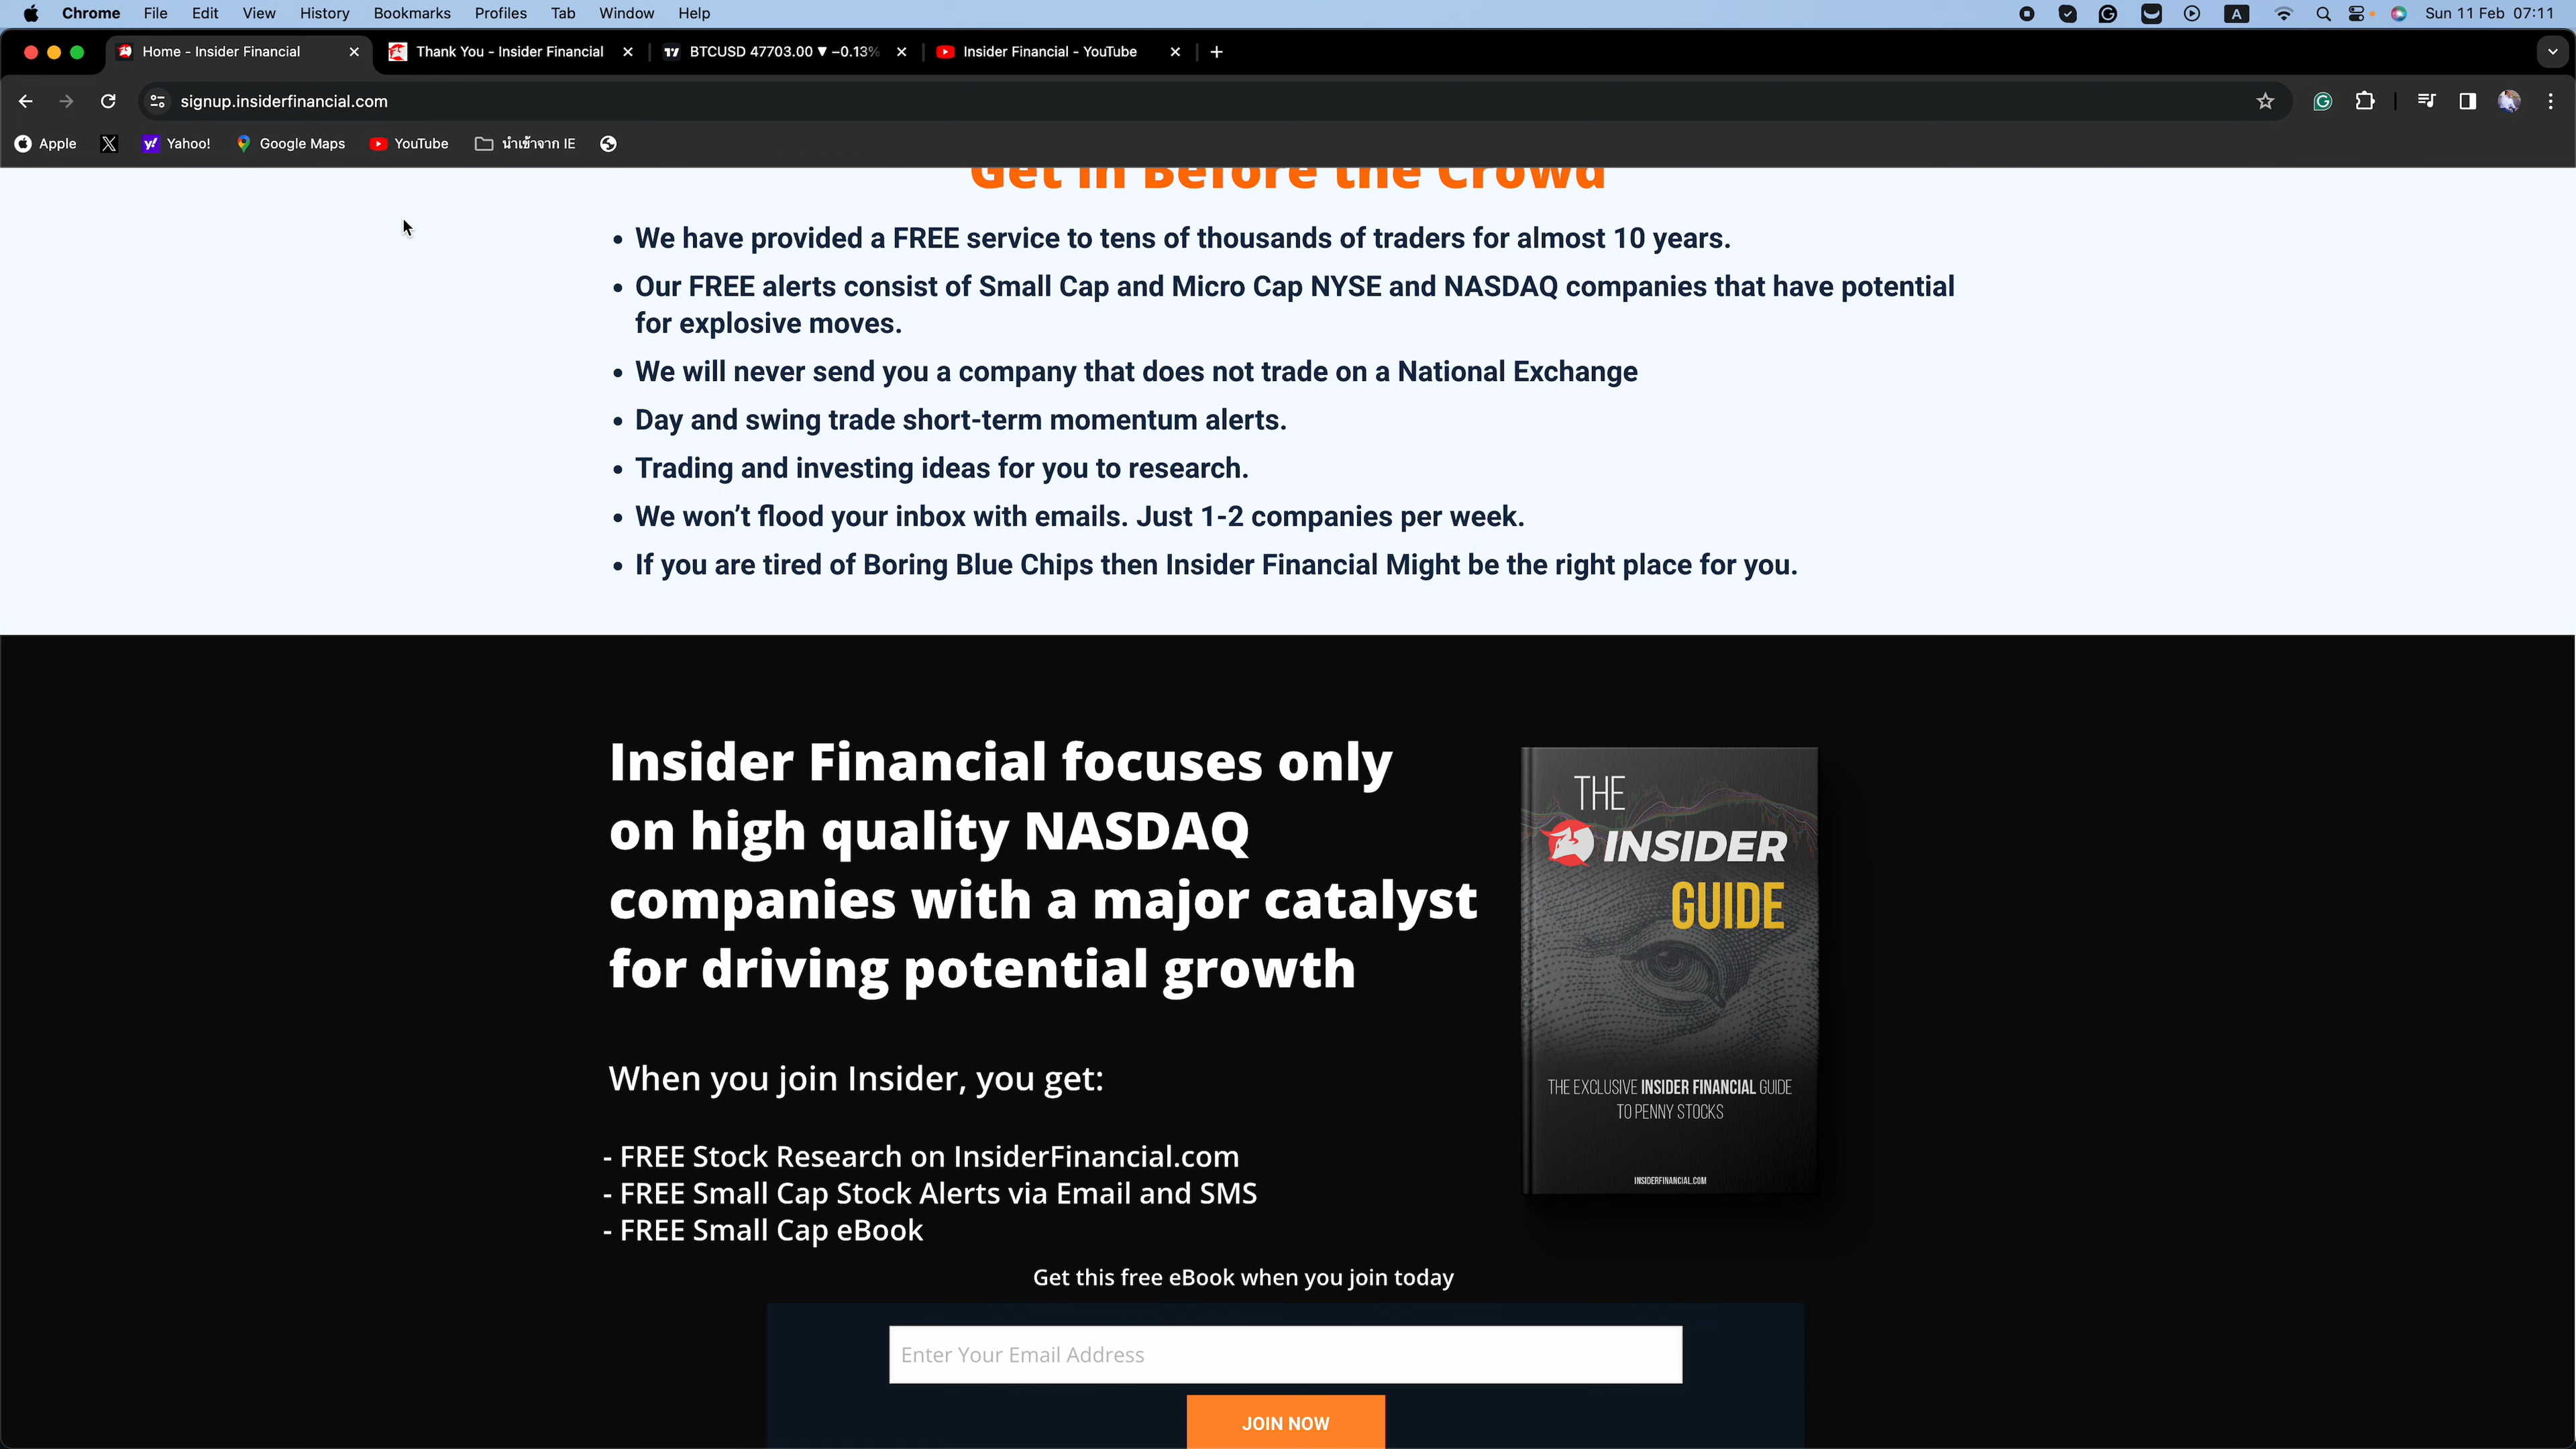 Chrome File Edit View History Bookmarks Profiles Tab Window Help A Sun 11 Feb 07:11
Home - Insider Financial Thank You - Insider Financial BTCUSD 47703.00 ▼ −0.13% Insider Financial - YouTube
signup.insiderfinancial.com
Apple Yahoo! Google Maps YouTube นำเข้าจาก IE
Get in Before the Crowd
• We have provided a FREE service to tens of thousands of traders for almost 10 years.
• Our FREE alerts consist of Small Cap and Micro Cap NYSE and NASDAQ companies that have potential
for explosive moves.
• We will never send you a company that does not trade on a National Exchange
• Day and swing trade short-term momentum alerts.
• Trading and investing ideas for you to research.
• We won’t flood your inbox with emails. Just 1-2 companies per week.
• If you are tired of Boring Blue Chips then Insider Financial Might be the right place for you.
Insider Financial focuses only
on high quality NASDAQ
companies with a major catalyst
for driving potential growth
When you join Insider, you get:
- FREE Stock Research on InsiderFinancial.com
- FREE Small Cap Stock Alerts via Email and SMS
- FREE Small Cap eBook
THE
INSIDER
GUIDE
THE EXCLUSIVE INSIDER FINANCIAL GUIDE
TO PENNY STOCKS
INSIDERFINANCIAL.COM
Get this free eBook when you join today
Enter Your Email Address
JOIN NOW